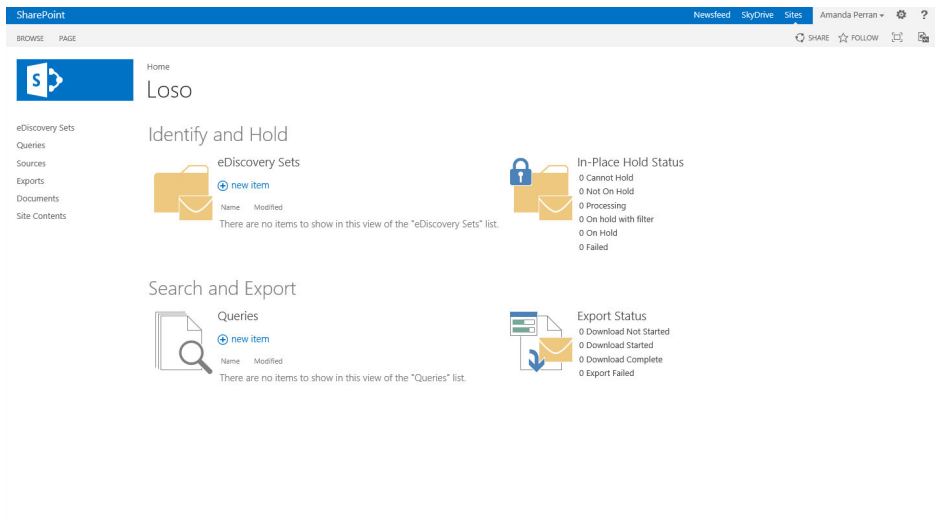 SharePoint
Newsfeed SkyDrive Sites Amanda Perran ?
BROWSE PAGE
SHARE FOLLOW
S
Home
Loso
eDiscovery Sets
Queries
Sources
Exports
Documents
Site Contents
Identify and Hold
eDiscovery Sets
new item
Name Modified
There are no items to show in this view of the "eDiscovery Sets" list.
In-Place Hold Status
0 Cannot Hold
0 Not On Hold
0 Processing
0 On hold with filter
0 On Hold
0 Failed
Search and Export
Queries
new item
Name Modified
There are no items to show in this view of the "Queries" list.
Export Status
0 Download Not Started
0 Download Started
0 Download Complete
0 Export Failed